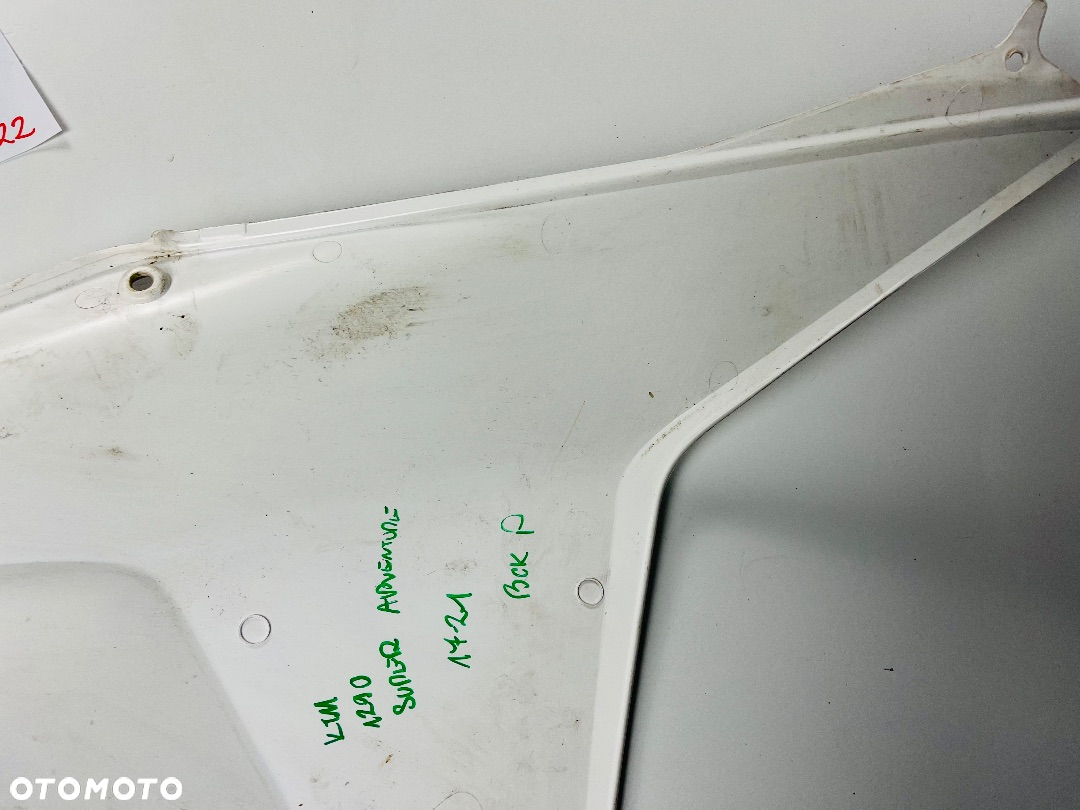 22
KTM
1290
SUPER ADVENTURE
17-21
BOK P
OTOMOTO